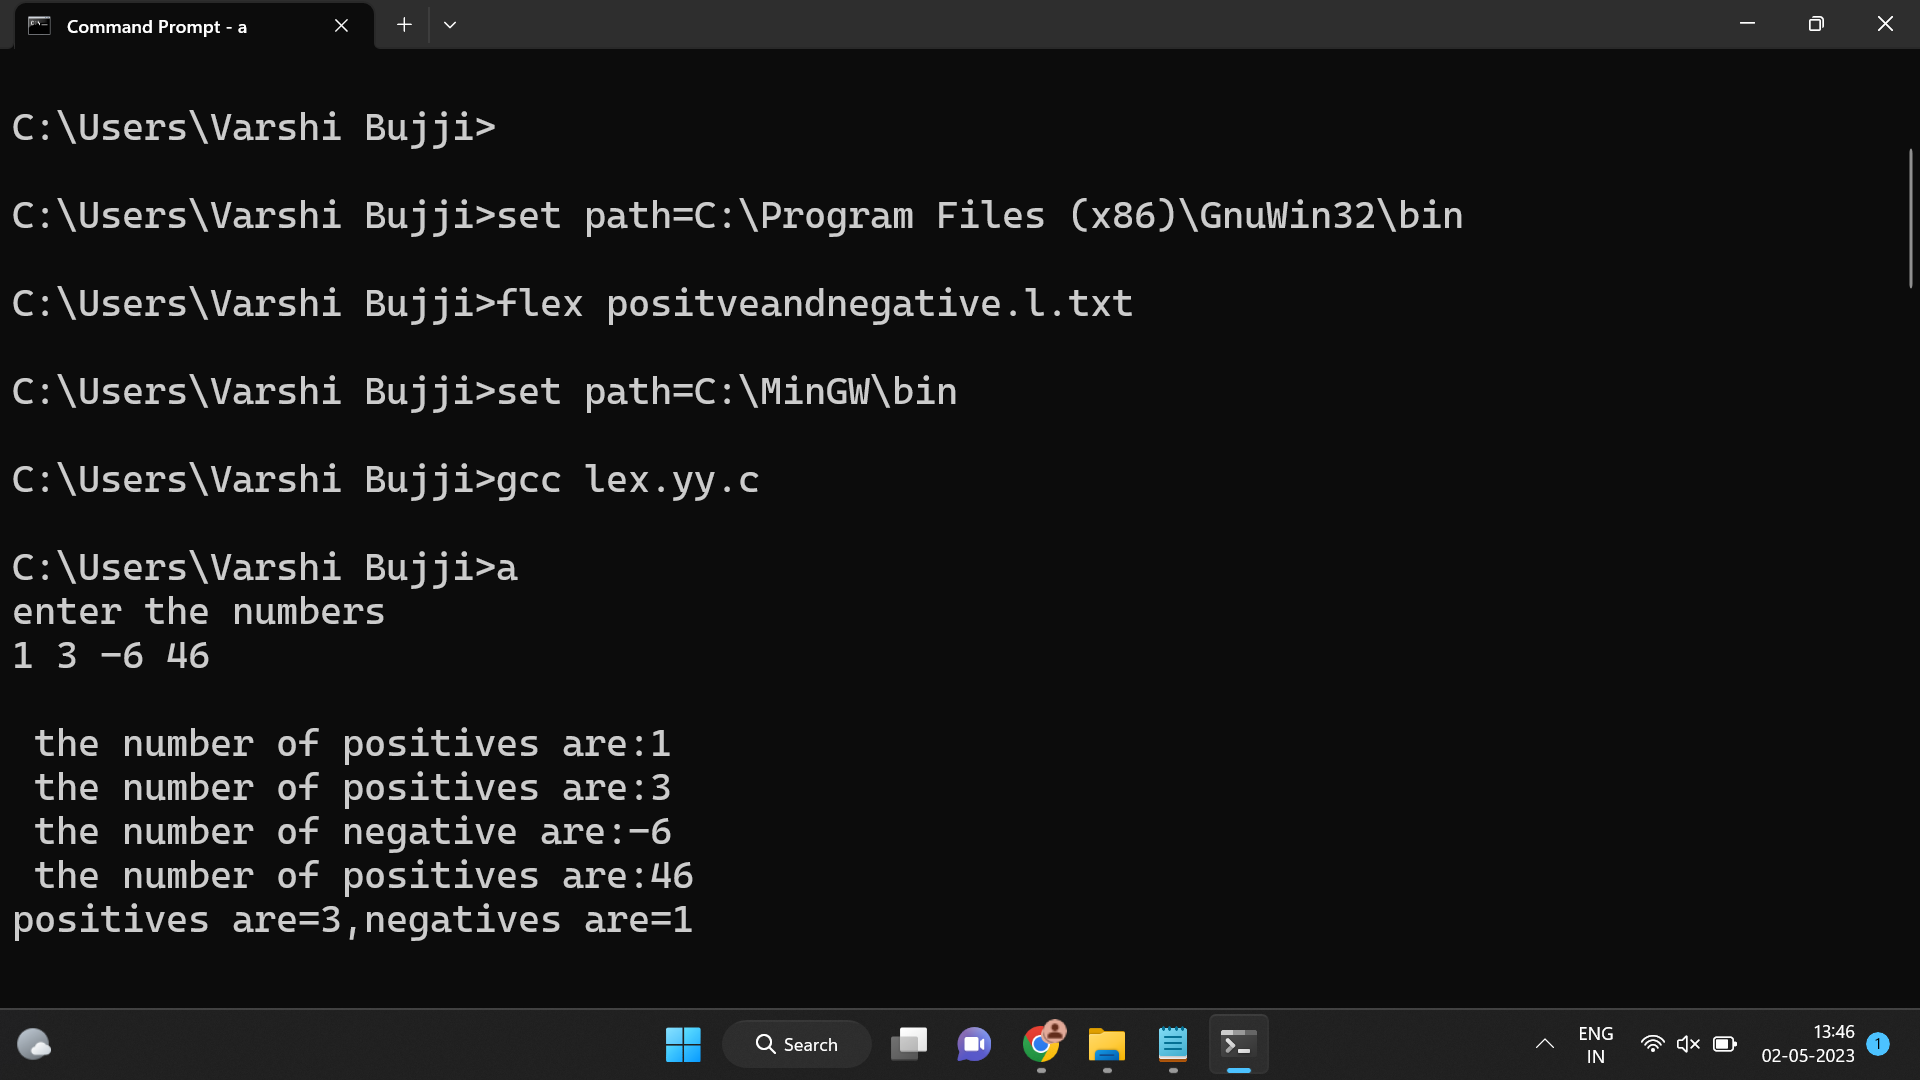 Command Prompt - a
C:\Users\Varshi Bujji>
C:\Users\Varshi Bujji>set path=C:\Program Files (x86)\GnuWin32\bin
C:\Users\Varshi Bujji>flex positveandnegative.l.txt
C:\Users\Varshi Bujji>set path=C:\MinGW\bin
C:\Users\Varshi Bujji>gcc lex.yy.c
C:\Users\Varshi Bujji>a
enter the numbers
1 3 -6 46
the number of positives are:1
the number of positives are:3
the number of negative are:-6
the number of positives are:46
positives are=3,negatives are=1
Search
ENG
IN
13:46
02-05-2023
1